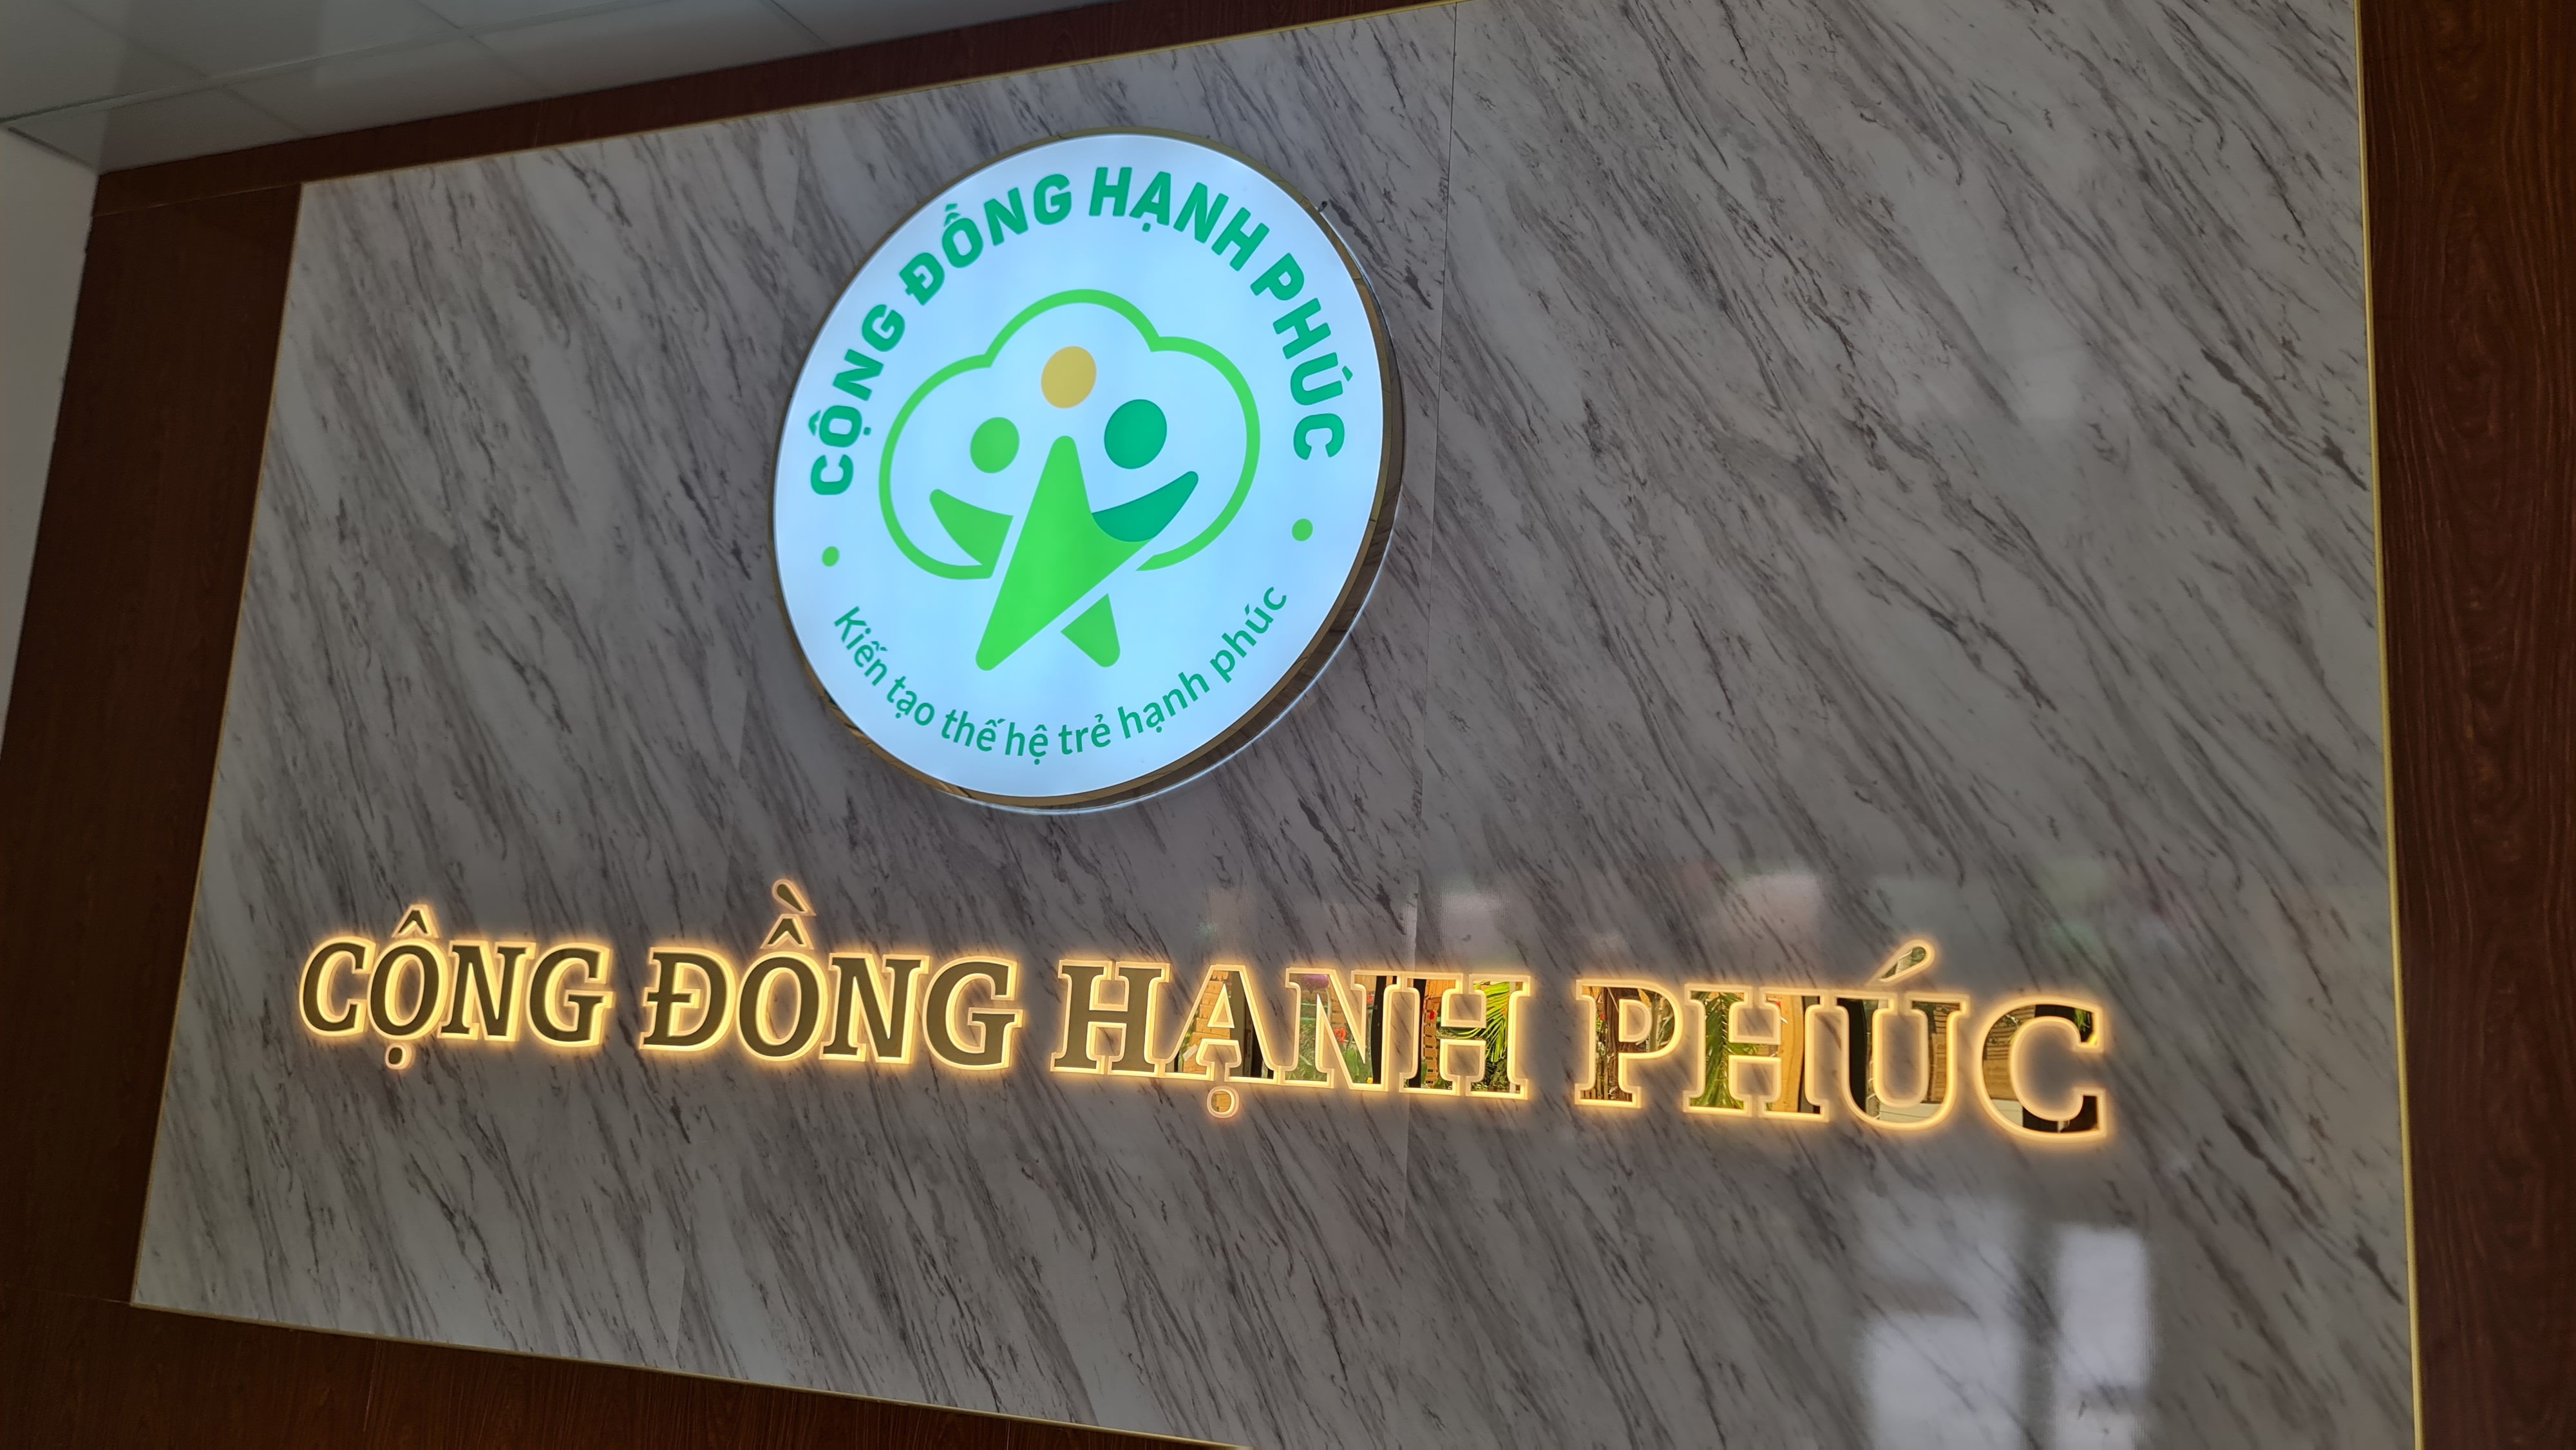 CỘNG ĐỒNG HẠNH PHÚC
Kiến tạo thế hệ trẻ hạnh phúc
CỘNG ĐỒNG HẠNH PHÚC